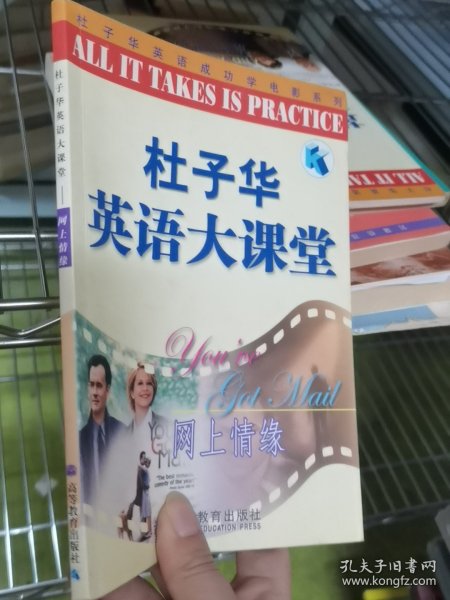 杜子华英语成功学电影系列
ALL IT TAKES IS PRACTICE
杜子华
英语大课堂
You've
Got Mail
网上情缘
教育出版社
EDUCATION PRESS
杜子华英语大课堂——网上情缘
高等教育出版社
ALL IT TA
孔夫子旧书网
www.kongfz.com